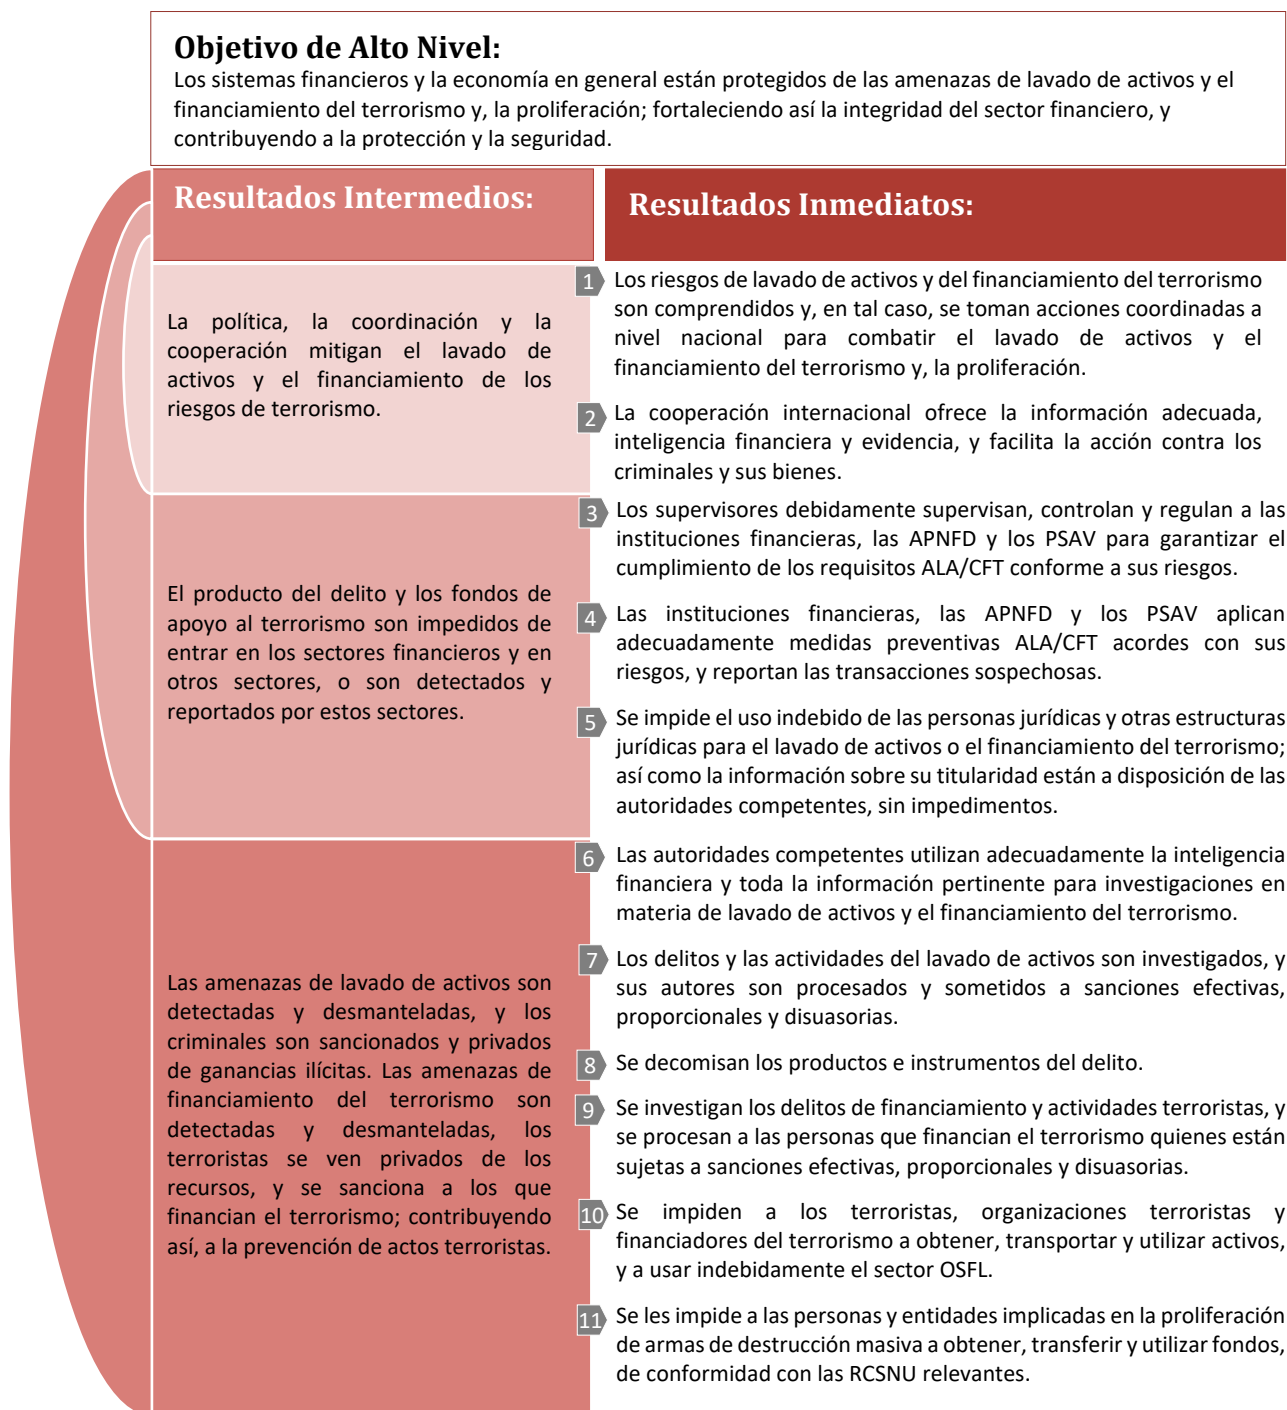 Objetivo de Alto Nivel:
Los sistemas financieros y la economía en general están protegidos de las amenazas de lavado de activos y el
financiamiento del terrorismo y, la proliferación; fortaleciendo así la integridad del sector financiero, y
contribuyendo a la protección y la seguridad.
Resultados Intermedios:
Resultados Inmediatos:
La política, la coordinación y la
cooperación mitigan el lavado de
activos y el financiamiento de los
riesgos de terrorismo.
1 Los riesgos de lavado de activos y del financiamiento del terrorismo
son comprendidos y, en tal caso, se toman acciones coordinadas a
nivel nacional para combatir el lavado de activos y el
financiamiento del terrorismo y, la proliferación.
2 La cooperación internacional ofrece la información adecuada,
inteligencia financiera y evidencia, y facilita la acción contra los
criminales y sus bienes.
El producto del delito y los fondos de
apoyo al terrorismo son impedidos de
entrar en los sectores financieros y en
otros sectores, o son detectados y
reportados por estos sectores.
3 Los supervisores debidamente supervisan, controlan y regulan a las
instituciones financieras, las APNFD y los PSAV para garantizar el
cumplimiento de los requisitos ALA/CFT conforme a sus riesgos.
4 Las instituciones financieras, las APNFD y los PSAV aplican
adecuadamente medidas preventivas ALA/CFT acordes con sus
riesgos, y reportan las transacciones sospechosas.
5 Se impide el uso indebido de las personas jurídicas y otras estructuras
jurídicas para el lavado de activos o el financiamiento del terrorismo;
así como la información sobre su titularidad están a disposición de las
autoridades competentes, sin impedimentos.
Las amenazas de lavado de activos son
detectadas y desmanteladas, y los
criminales son sancionados y privados
de ganancias ilícitas. Las amenazas de
financiamiento del terrorismo son
detectadas y desmanteladas, los
terroristas se ven privados de los
recursos, y se sanciona a los que
financian el terrorismo; contribuyendo
así, a la prevención de actos terroristas.
6 Las autoridades competentes utilizan adecuadamente la inteligencia
financiera y toda la información pertinente para investigaciones en
materia de lavado de activos y el financiamiento del terrorismo.
7 Los delitos y las actividades del lavado de activos son investigados, y
sus autores son procesados y sometidos a sanciones efectivas,
proporcionales y disuasorias.
8 Se decomisan los productos e instrumentos del delito.
9 Se investigan los delitos de financiamiento y actividades terroristas, y
se procesan a las personas que financian el terrorismo quienes están
sujetas a sanciones efectivas, proporcionales y disuasorias.
10 Se impiden a los terroristas, organizaciones terroristas y
financiadores del terrorismo a obtener, transportar y utilizar activos,
y a usar indebidamente el sector OSFL.
11 Se les impide a las personas y entidades implicadas en la proliferación
de armas de destrucción masiva a obtener, transferir y utilizar fondos,
de conformidad con las RCSNU relevantes.